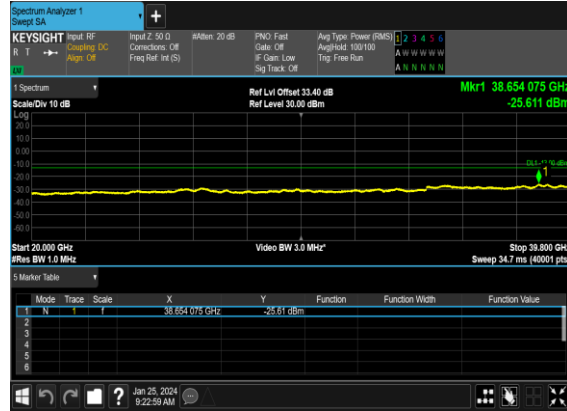 Spectrum Analyzer 1
Swept SA
+
KEYSIGHT Input: RF
R T
Coupling: DC
Align: Off
Input Z: 50 Ω
Corrections: Off
Freq Ref: Int (S)
#Atten: 20 dB
PNO: Fast
Gate: Off
IF Gain: Low
Sig Track: Off
Avg Type: Power (RMS)
Avg|Hold: 100/100
Trig: Free Run
1 2 3 4 5 6
A W W W W W
A N N N N N
1 Spectrum
Scale/Div 10 dB
Ref Lvl Offset 33.40 dB
Ref Level 30.00 dBm
Mkr1 38.654 075 GHz
-25.611 dBm
Log
20.0
10.0
0.00
-10.0
-20.0
-30.0
-40.0
-50.0
-60.0
1
Start 20.000 GHz
#Res BW 1.0 MHz
Video BW 3.0 MHz*
Stop 39.800 GHz
Sweep 34.7 ms (40001 pts)
5 Marker Table
Mode Trace Scale X Y Function Function Width Function Value
1 N 1 f 38.654 075 GHz -25.61 dBm
2
3
4
5
6
? Jan 25, 2024
9:22:59 AM